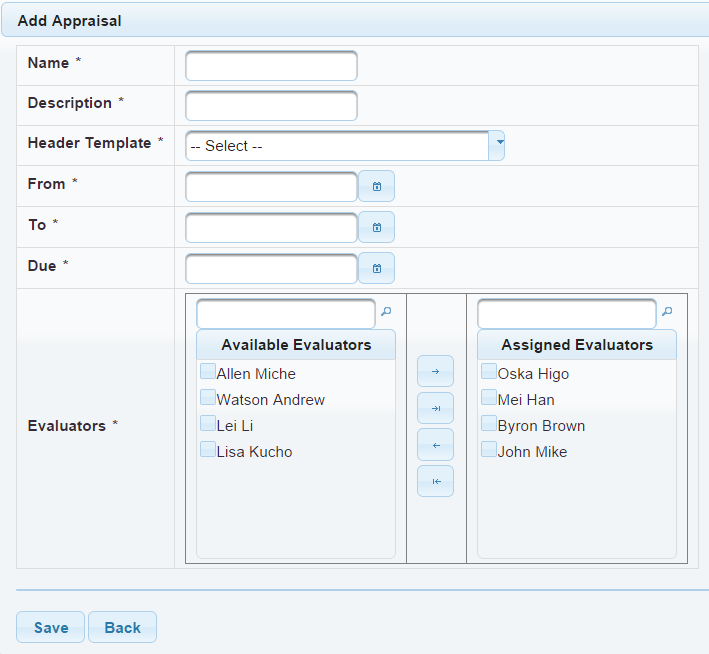 Add Appraisal
Name *
Description *
Header Template * -- Select --
From *
To *
Due *
Evaluators *
Available Evaluators
Allen Miche
Watson Andrew
Lei Li
Lisa Kucho
Assigned Evaluators
Oska Higo
Mei Han
Byron Brown
John Mike
Save Back